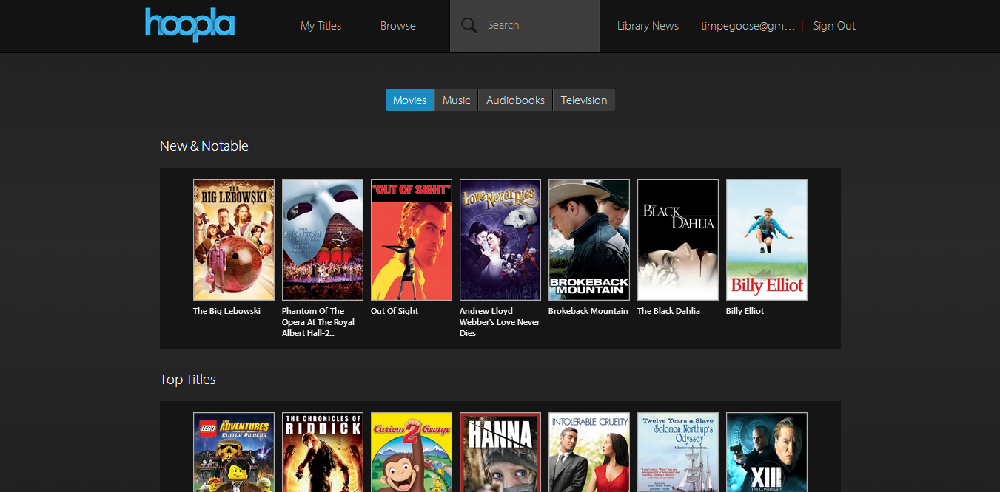 hoopla
My Titles
Browse
Search
Library News
timpegoose@gm... |
Sign Out
Movies
Music
Audiobooks
Television
New & Notable
THE
BIG LEBOWSKI
THE
PHANTOM
OF THE OPERA
ROYAL
ALBERT HALL
25
"OUT OF SIGHT"
LOVE NEVER DIES
BROKEBACK
MOUNTAIN
THE
BLACK
DAHLIA
Billy Elliot
The Big Lebowski
Phantom Of The
Opera At The Royal
Albert Hall-2...
Out Of Sight
Andrew Lloyd
Webber's Love Never
Dies
Brokeback Mountain
The Black Dahlia
Billy Elliot
Top Titles
LEGO
THE
ADVENTURES
OF
CLUTCH POWERS
THE CHRONICLES OF
RIDDICK
Curious George
2
HANNA
INTOLERABLE CRUELTY
Twelve Years a Slave
Solomon Northup's
Odyssey
A harrowing true story...
XIII
THE CONSPIRACY